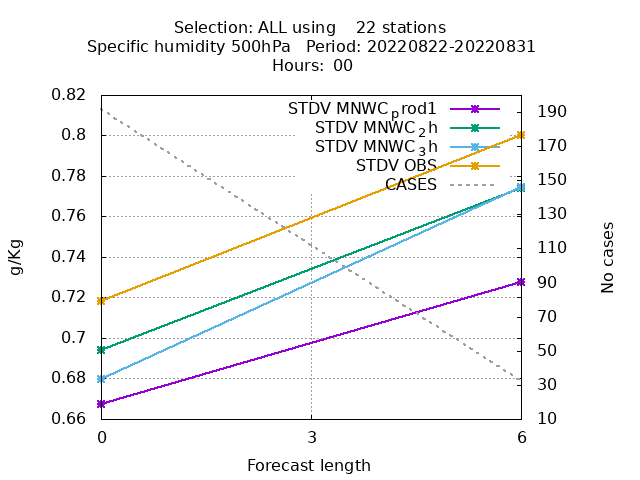 Selection: ALL using    22 stations
Specific humidity 500hPa   Period: 20220822-20220831
Hours:  00
STDV MNWC_prod1
STDV MNWC_2h
STDV MNWC_3h
STDV OBS
CASES
0.82
0.8
0.78
0.76
0.74
0.72
0.7
0.68
0.66
g/Kg
190
170
150
130
110
90
70
50
30
10
No cases
0 3 6
Forecast length